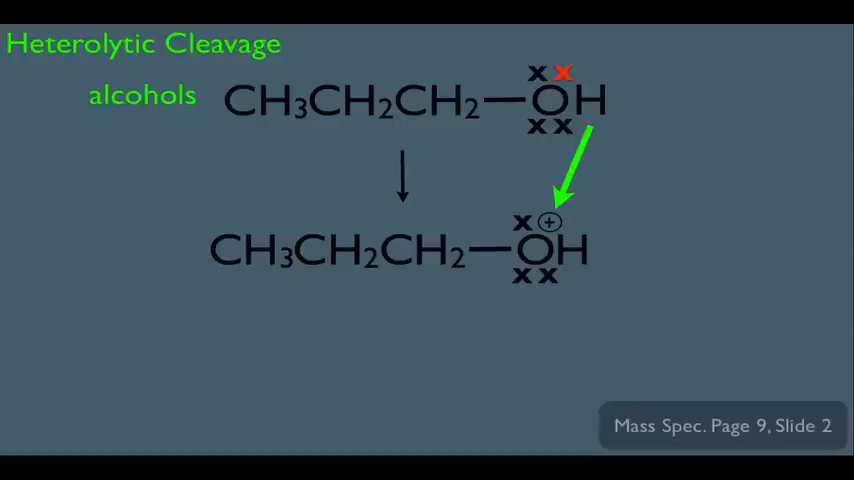 Heterolytic Cleavage
x x
alcohols CH₃CH₂CH₂—OH
x x
x ⊕
CH₃CH₂CH₂—OH
x x
Mass Spec. Page 9, Slide 2